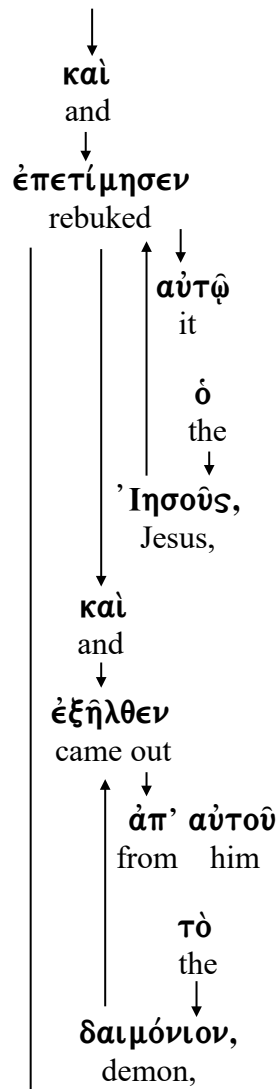 καὶ
and
ἐπετίμησεν
rebuked
αὐτῷ
it
ὁ
the
Ἰησοῦς,
Jesus,
καὶ
and
ἐξῆλθεν
came out
ἀπ’ αὐτοῦ
from him
τὸ
the
δαιμόνιον,
demon,